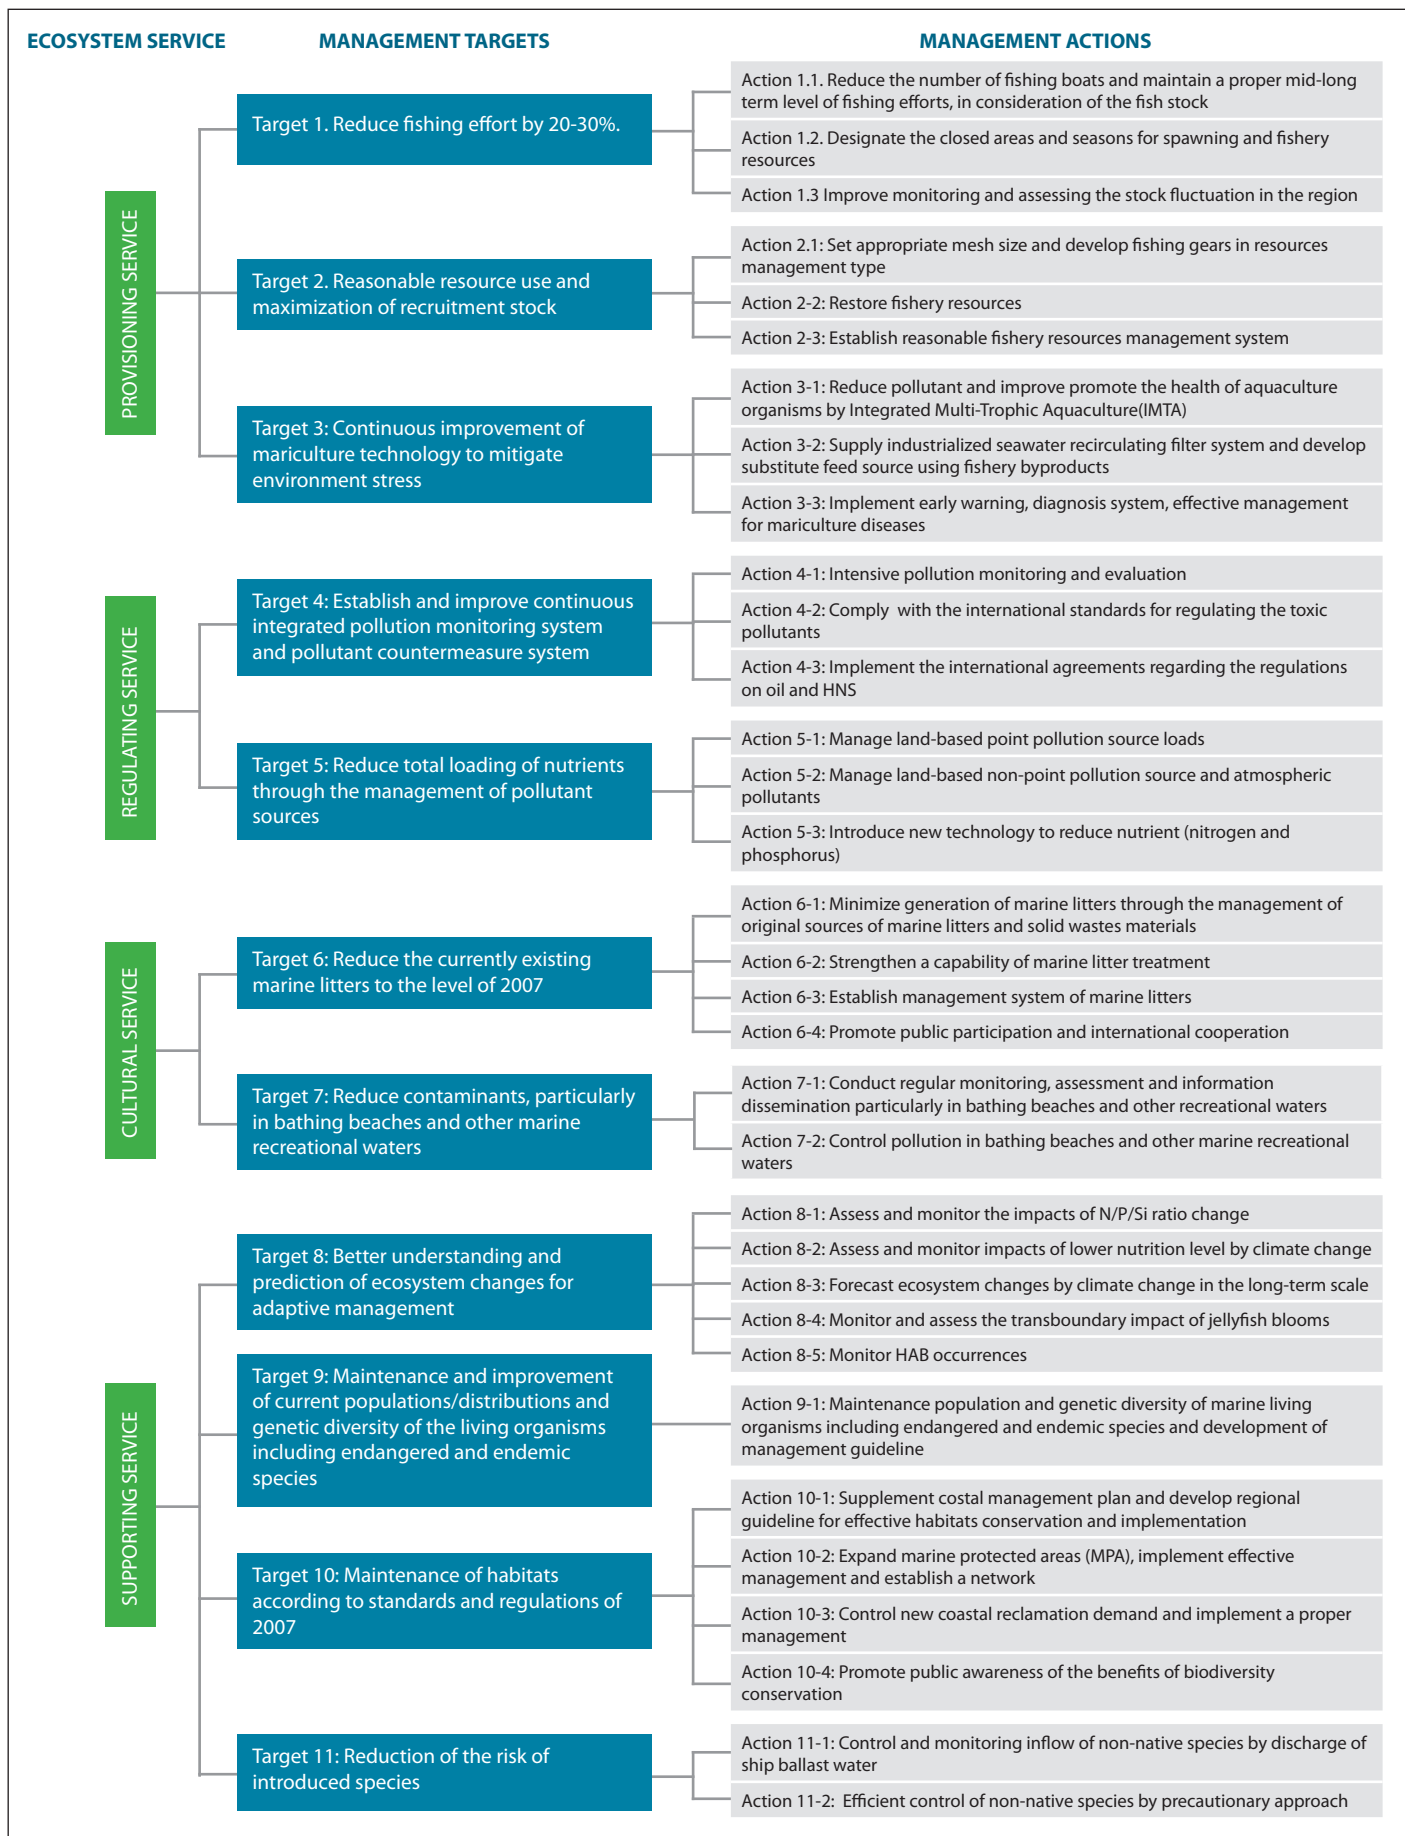 ECOSYSTEM SERVICE
MANAGEMENT TARGETS
MANAGEMENT ACTIONS
PROVISIONING SERVICE
Target 1. Reduce fishing effort by 20-30%.
Action 1.1. Reduce the number of fishing boats and maintain a proper mid-long
term level of fishing efforts, in consideration of the fish stock
Action 1.2. Designate the closed areas and seasons for spawning and fishery
resources
Action 1.3 Improve monitoring and assessing the stock fluctuation in the region
Target 2. Reasonable resource use and
maximization of recruitment stock
Action 2.1: Set appropriate mesh size and develop fishing gears in resources
management type
Action 2-2: Restore fishery resources
Action 2-3: Establish reasonable fishery resources management system
Target 3: Continuous improvement of
mariculture technology to mitigate
environment stress
Action 3-1: Reduce pollutant and improve promote the health of aquaculture
organisms by Integrated Multi-Trophic Aquaculture(IMTA)
Action 3-2: Supply industrialized seawater recirculating filter system and develop
substitute feed source using fishery byproducts
Action 3-3: Implement early warning, diagnosis system, effective management
for mariculture diseases
REGULATING SERVICE
Target 4: Establish and improve continuous
integrated pollution monitoring system
and pollutant countermeasure system
Action 4-1: Intensive pollution monitoring and evaluation
Action 4-2: Comply with the international standards for regulating the toxic
pollutants
Action 4-3: Implement the international agreements regarding the regulations
on oil and HNS
Target 5: Reduce total loading of nutrients
through the management of pollutant
sources
Action 5-1: Manage land-based point pollution source loads
Action 5-2: Manage land-based non-point pollution source and atmospheric
pollutants
Action 5-3: Introduce new technology to reduce nutrient (nitrogen and
phosphorus)
CULTURAL SERVICE
Target 6: Reduce the currently existing
marine litters to the level of 2007
Action 6-1: Minimize generation of marine litters through the management of
original sources of marine litters and solid wastes materials
Action 6-2: Strengthen a capability of marine litter treatment
Action 6-3: Establish management system of marine litters
Action 6-4: Promote public participation and international cooperation
Target 7: Reduce contaminants, particularly
in bathing beaches and other marine
recreational waters
Action 7-1: Conduct regular monitoring, assessment and information
dissemination particularly in bathing beaches and other recreational waters
Action 7-2: Control pollution in bathing beaches and other marine recreational
waters
SUPPORTING SERVICE
Target 8: Better understanding and
prediction of ecosystem changes for
adaptive management
Action 8-1: Assess and monitor the impacts of N/P/Si ratio change
Action 8-2: Assess and monitor impacts of lower nutrition level by climate change
Action 8-3: Forecast ecosystem changes by climate change in the long-term scale
Action 8-4: Monitor and assess the transboundary impact of jellyfish blooms
Action 8-5: Monitor HAB occurrences
Target 9: Maintenance and improvement
of current populations/distributions and
genetic diversity of the living organisms
including endangered and endemic
species
Action 9-1: Maintenance population and genetic diversity of marine living
organisms including endangered and endemic species and development of
management guideline
Target 10: Maintenance of habitats
according to standards and regulations of
2007
Action 10-1: Supplement costal management plan and develop regional
guideline for effective habitats conservation and implementation
Action 10-2: Expand marine protected areas (MPA), implement effective
management and establish a network
Action 10-3: Control new coastal reclamation demand and implement a proper
management
Action 10-4: Promote public awareness of the benefits of biodiversity
conservation
Target 11: Reduction of the risk of
introduced species
Action 11-1: Control and monitoring inflow of non-native species by discharge of
ship ballast water
Action 11-2: Efficient control of non-native species by precautionary approach